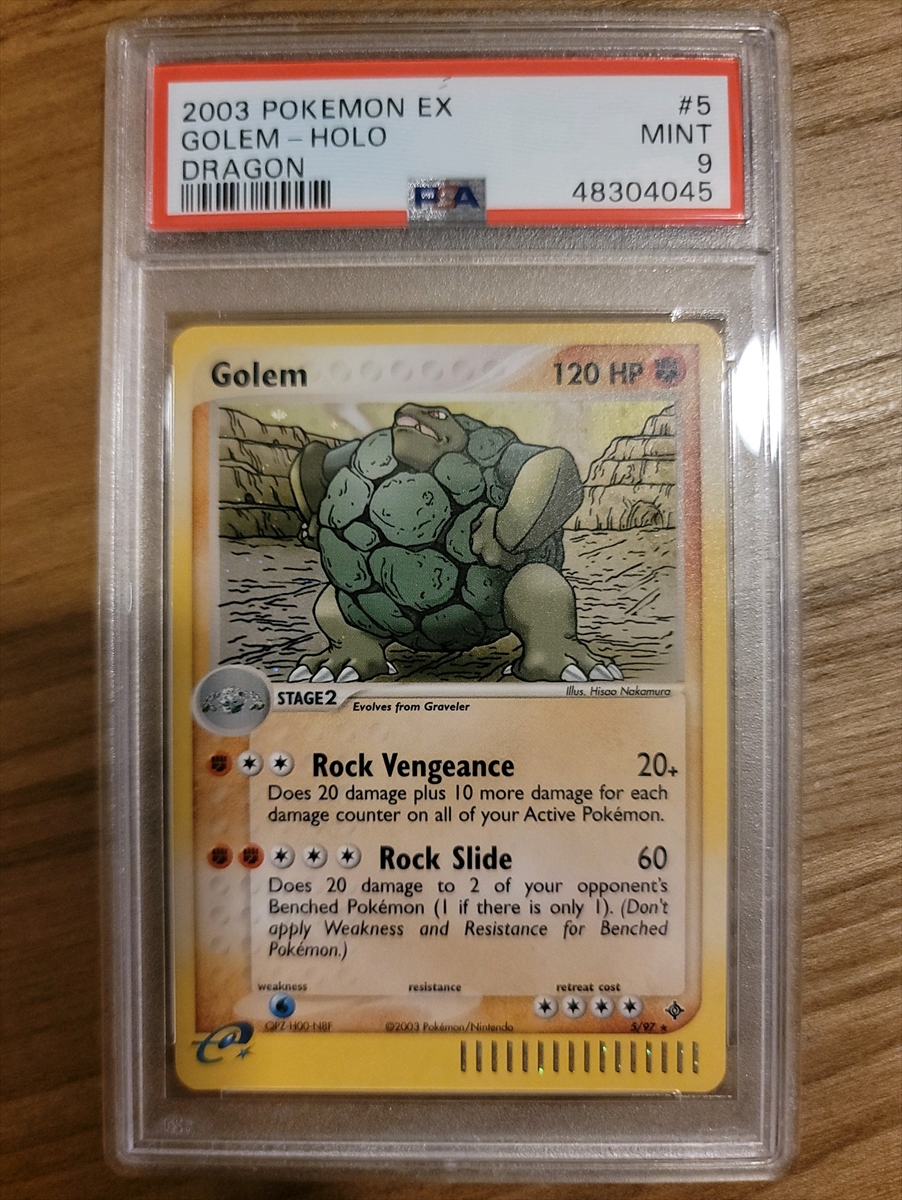 2003 POKEMON EX #5
GOLEM - HOLO MINT
DRAGON 9
48304045
PSA
Golem 120 HP
Illus. Hisao Nakamura
STAGE2
Evolves from Graveler
Rock Vengeance 20+
Does 20 damage plus 10 more damage for each
damage counter on all of your Active Pokémon.
Rock Slide 60
Does 20 damage to 2 of your opponent's
Benched Pokémon (1 if there is only 1). (Don't
apply Weakness and Resistance for Benched
Pokémon.)
weakness resistance retreat cost
QPZ-H00-N8F ©2003 Pokémon/Nintendo 5/97 ★
e